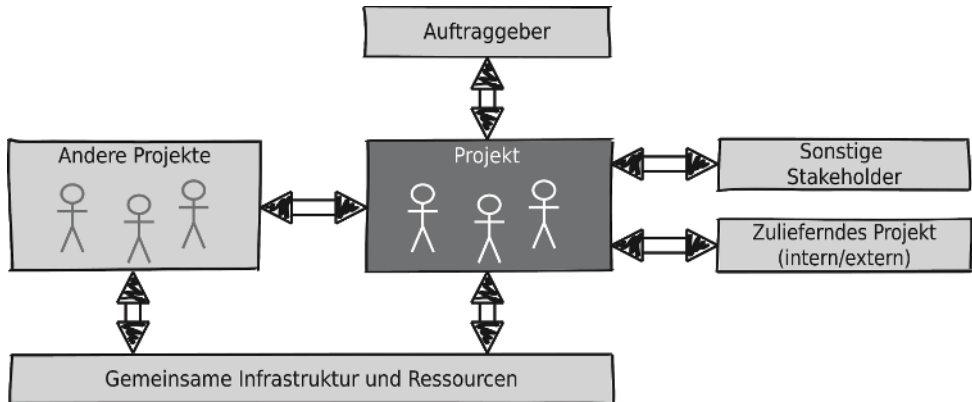 Auftraggeber
Andere Projekte
Projekt
Sonstige
Stakeholder
Zulieferndes Projekt
(intern/extern)
Gemeinsame Infrastruktur und Ressourcen